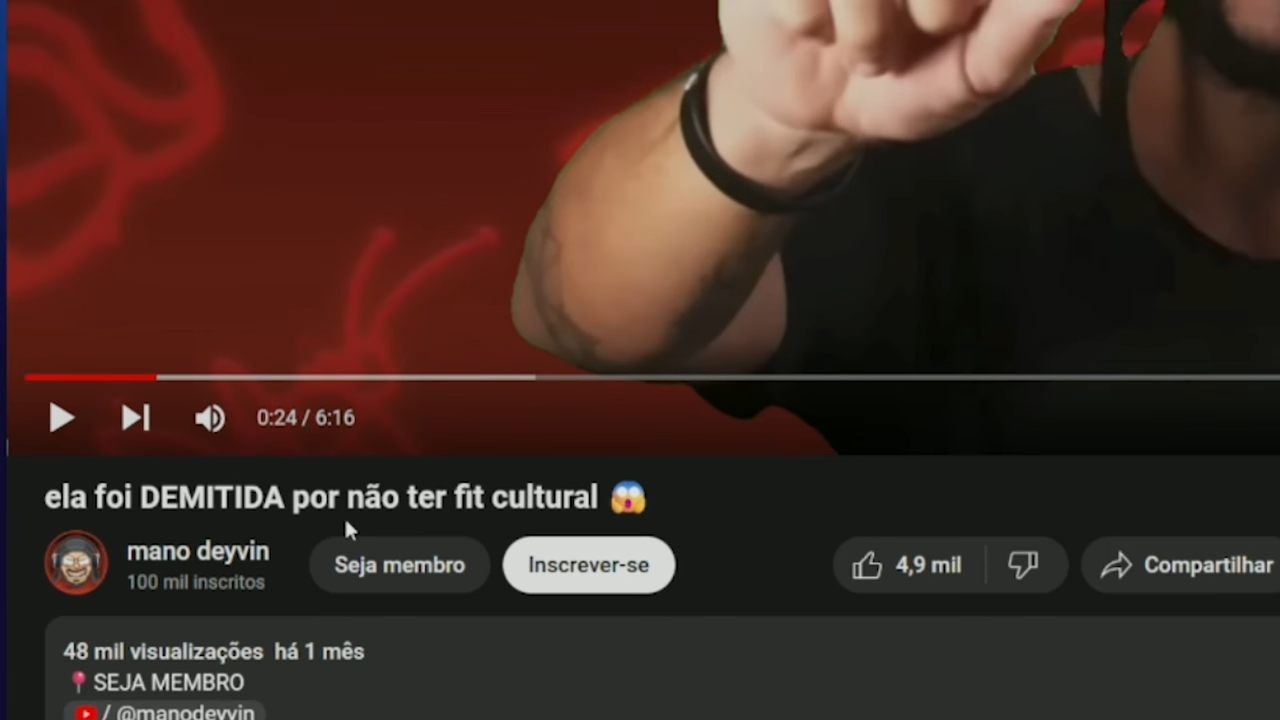 0:24 / 6:16
ela foi DEMITIDA por não ter fit cultural 😱
mano deyvin
100 mil inscritos
Seja membro
Inscrever-se
4,9 mil
Compartilhar
48 mil visualizações há 1 mês
📍 SEJA MEMBRO
/ @manodeyvin